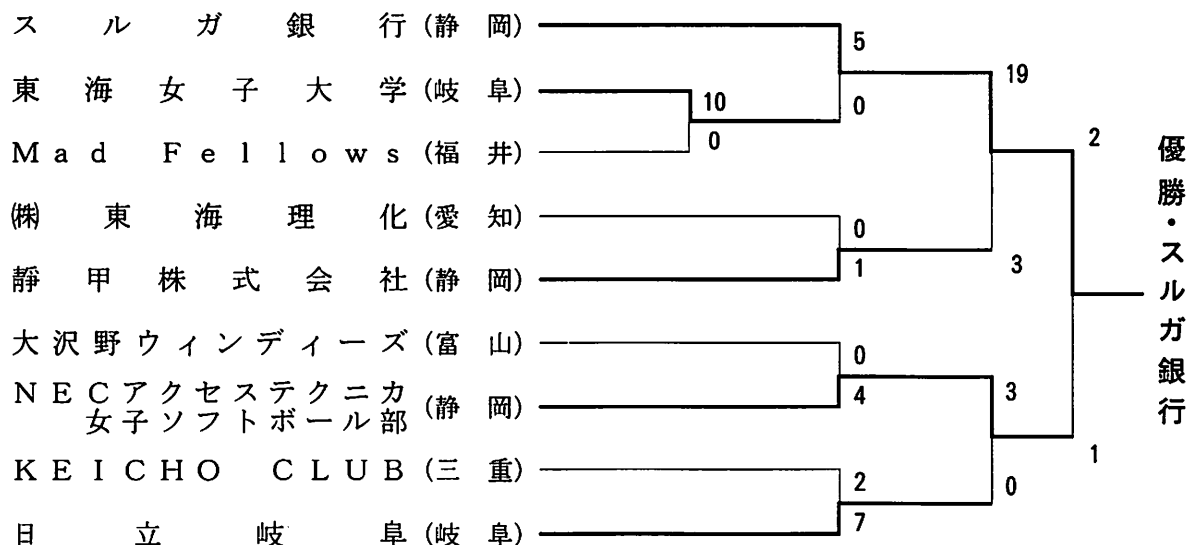 スルガ銀行(静岡)
5
19
東海女子大学(岐阜)
10
0
2
Mad Fellows(福井)
0
㈱東海理化(愛知)
0
靜甲株式会社(静岡)
1
3
大沢野ウィンディーズ(富山)
0
NECアクセステクニカ
女子ソフトボール部(静岡)
4
3
KEICHO CLUB(三重)
2
0
1
日立岐阜(岐阜)
7
優勝・スルガ銀行